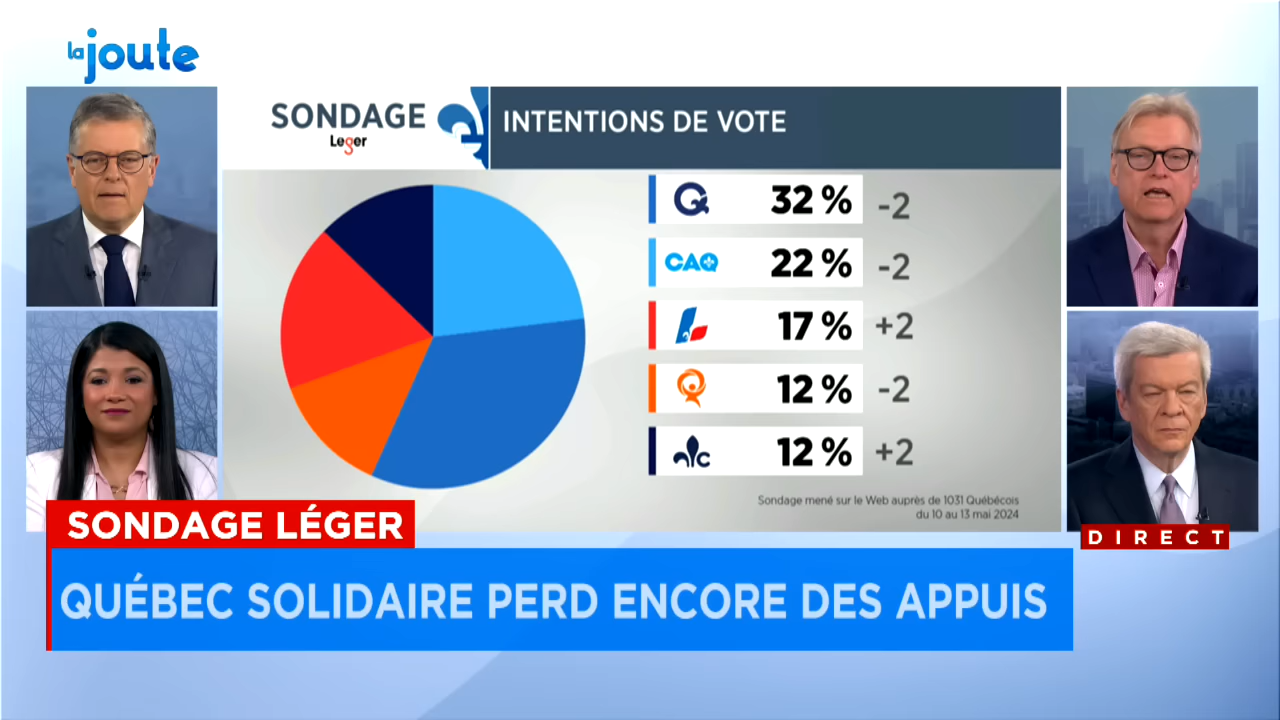 la joute
SONDAGE
Leger
INTENTIONS DE VOTE
32 % -2
CAQ 22 % -2
17 % +2
12 % -2
C 12 % +2
Sondage mené sur le Web auprès de 1031 Québécois
du 10 au 13 mai 2024
SONDAGE LÉGER
DIRECT
QUÉBEC SOLIDAIRE PERD ENCORE DES APPUIS